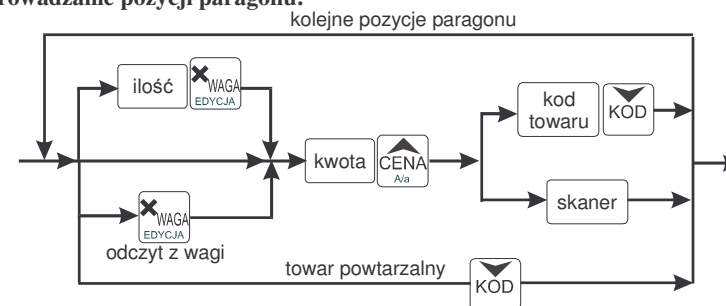 rowadzanie pozycji paragonu:
kolejne pozycje paragonu
ilość
WAGA
EDYCJA
kod
towaru
KOD
kwota
CENA
A/a
skaner
WAGA
EDYCJA
odczyt z wagi
towar powtarzalny
KOD